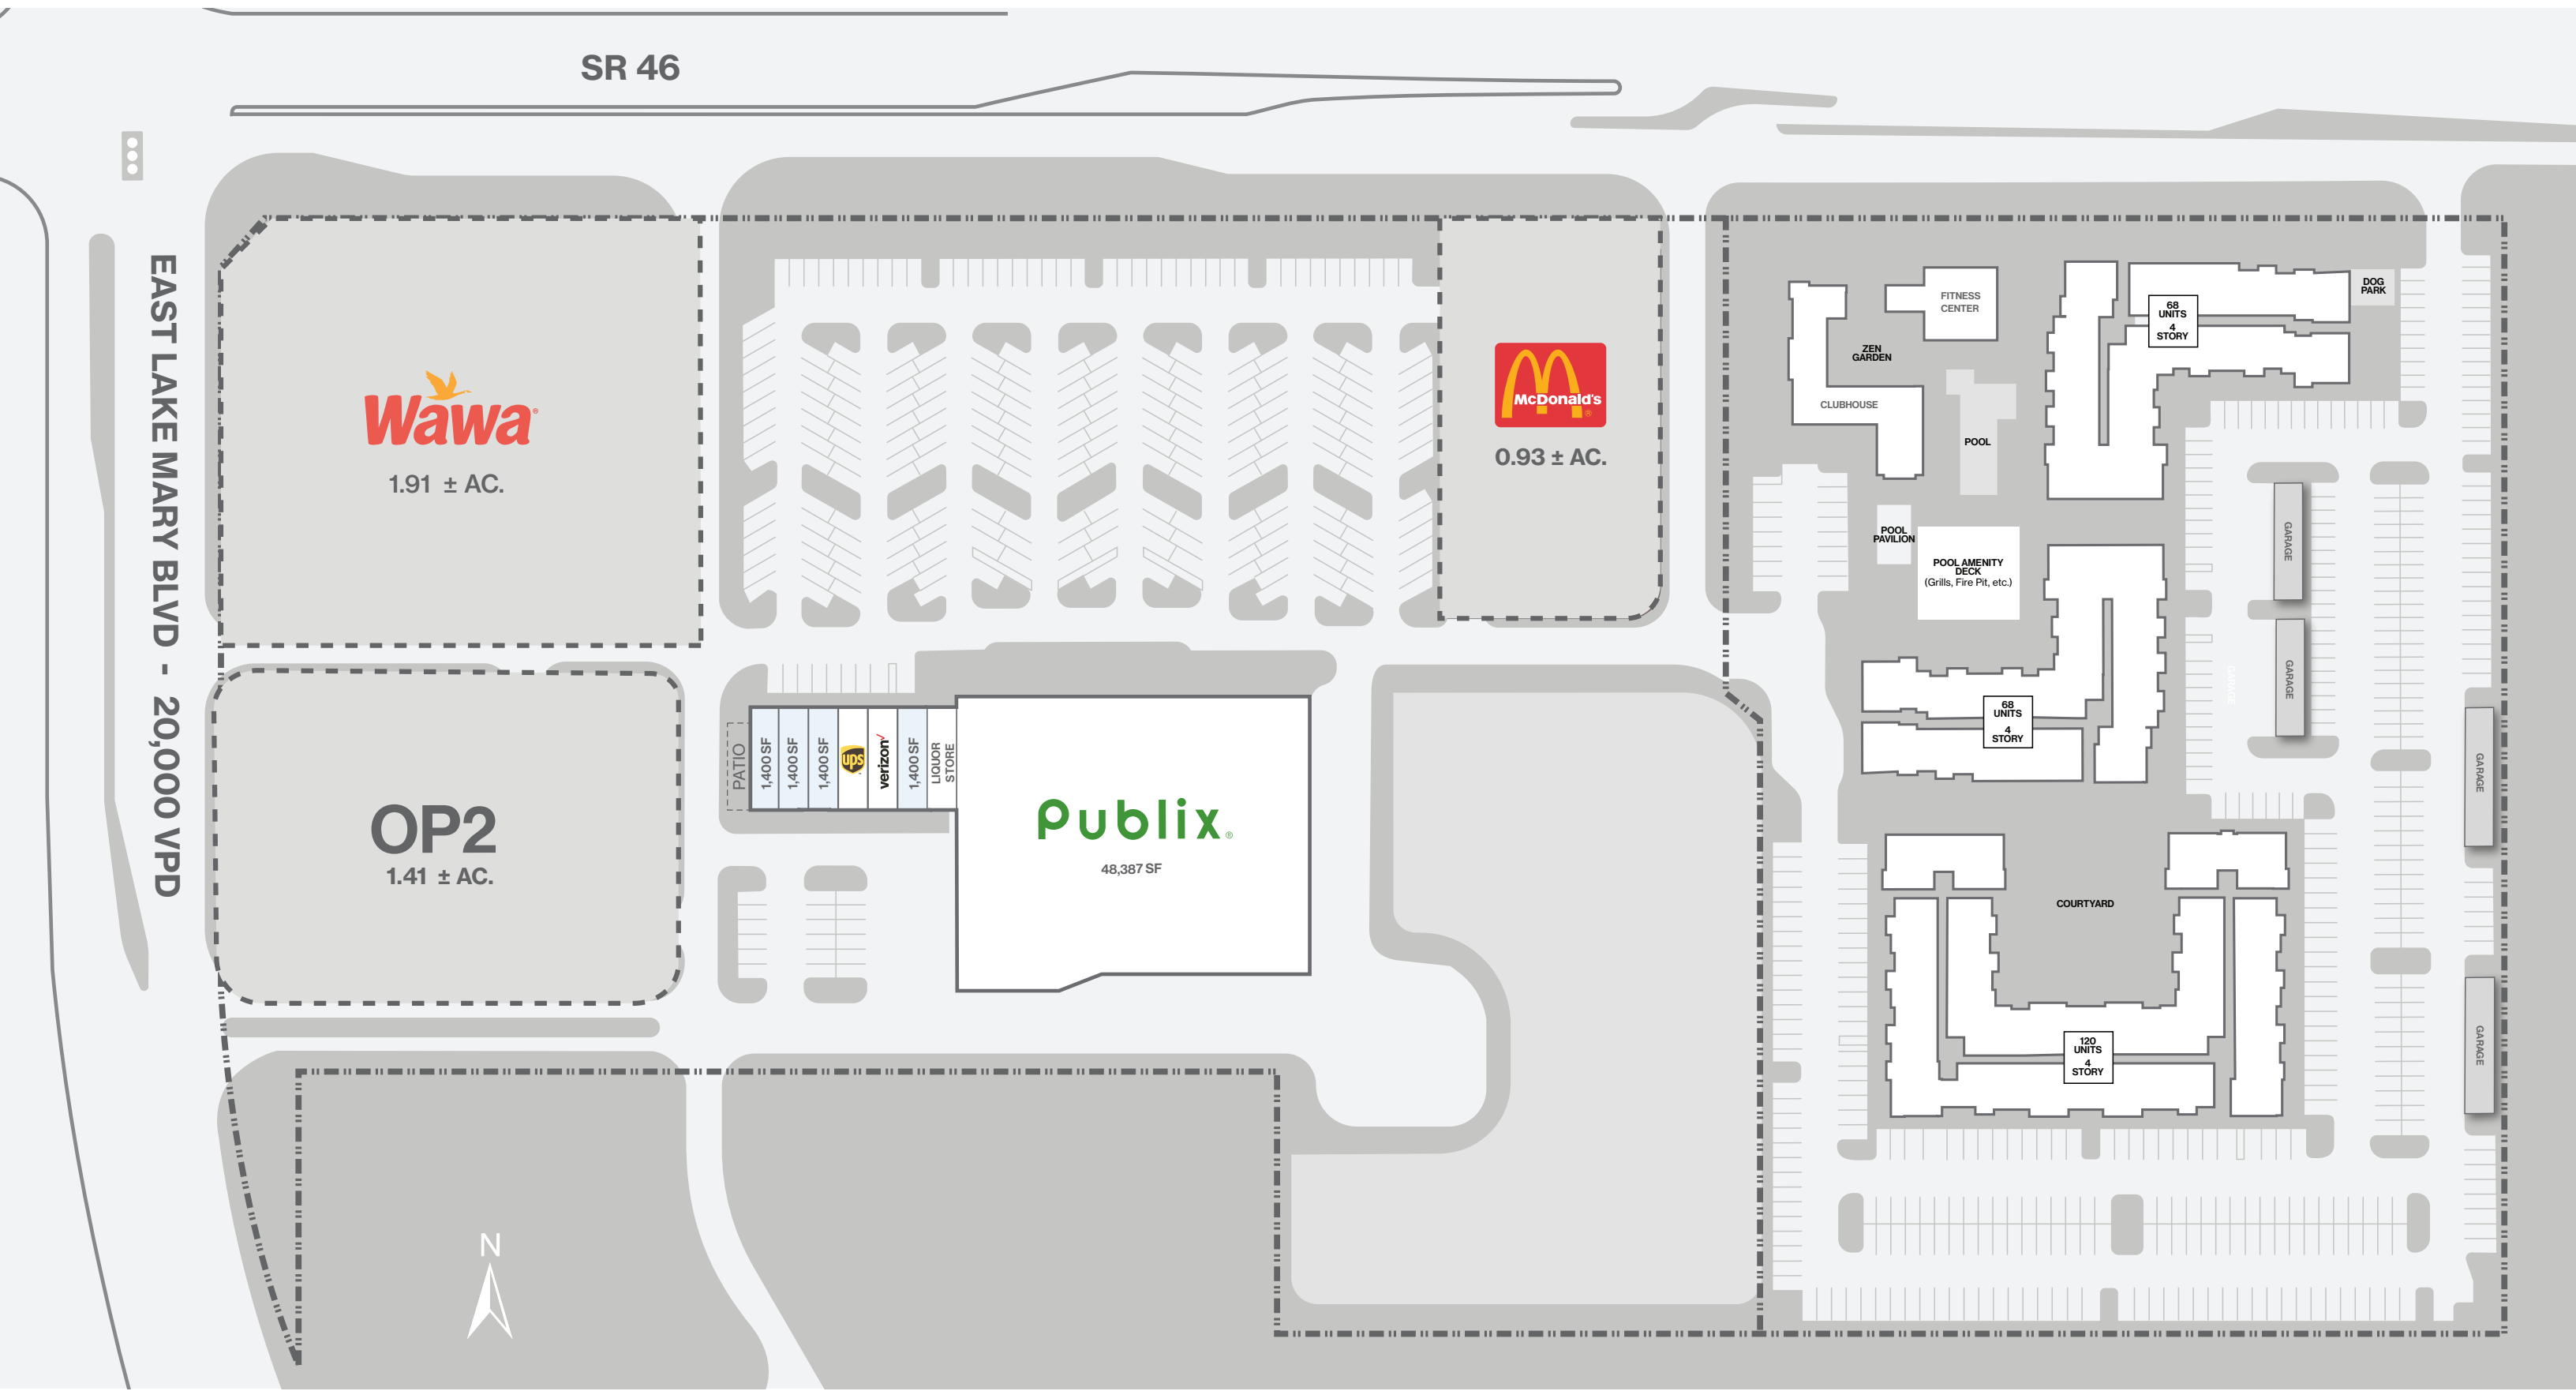 SR 46
EAST LAKE MARY BLVD - 20,000 VPD
Wawa
1.91 ± AC.
McDonald's
0.93 ± AC.
OP2
1.41 ± AC.
PATIO
1,400 SF
1,400 SF
1,400 SF
ups
verizon
1,400 SF
LIQUOR
STORE
Publix
48,387 SF
FITNESS
CENTER
ZEN
GARDEN
CLUBHOUSE
POOL
POOL
PAVILION
POOL AMENITY
DECK
(Grills, Fire Pit, etc.)
68
UNITS
4
STORY
DOG
PARK
68
UNITS
4
STORY
COURTYARD
120
UNITS
4
STORY
GARAGE
GARAGE
GARAGE
GARAGE
GARAGE
N